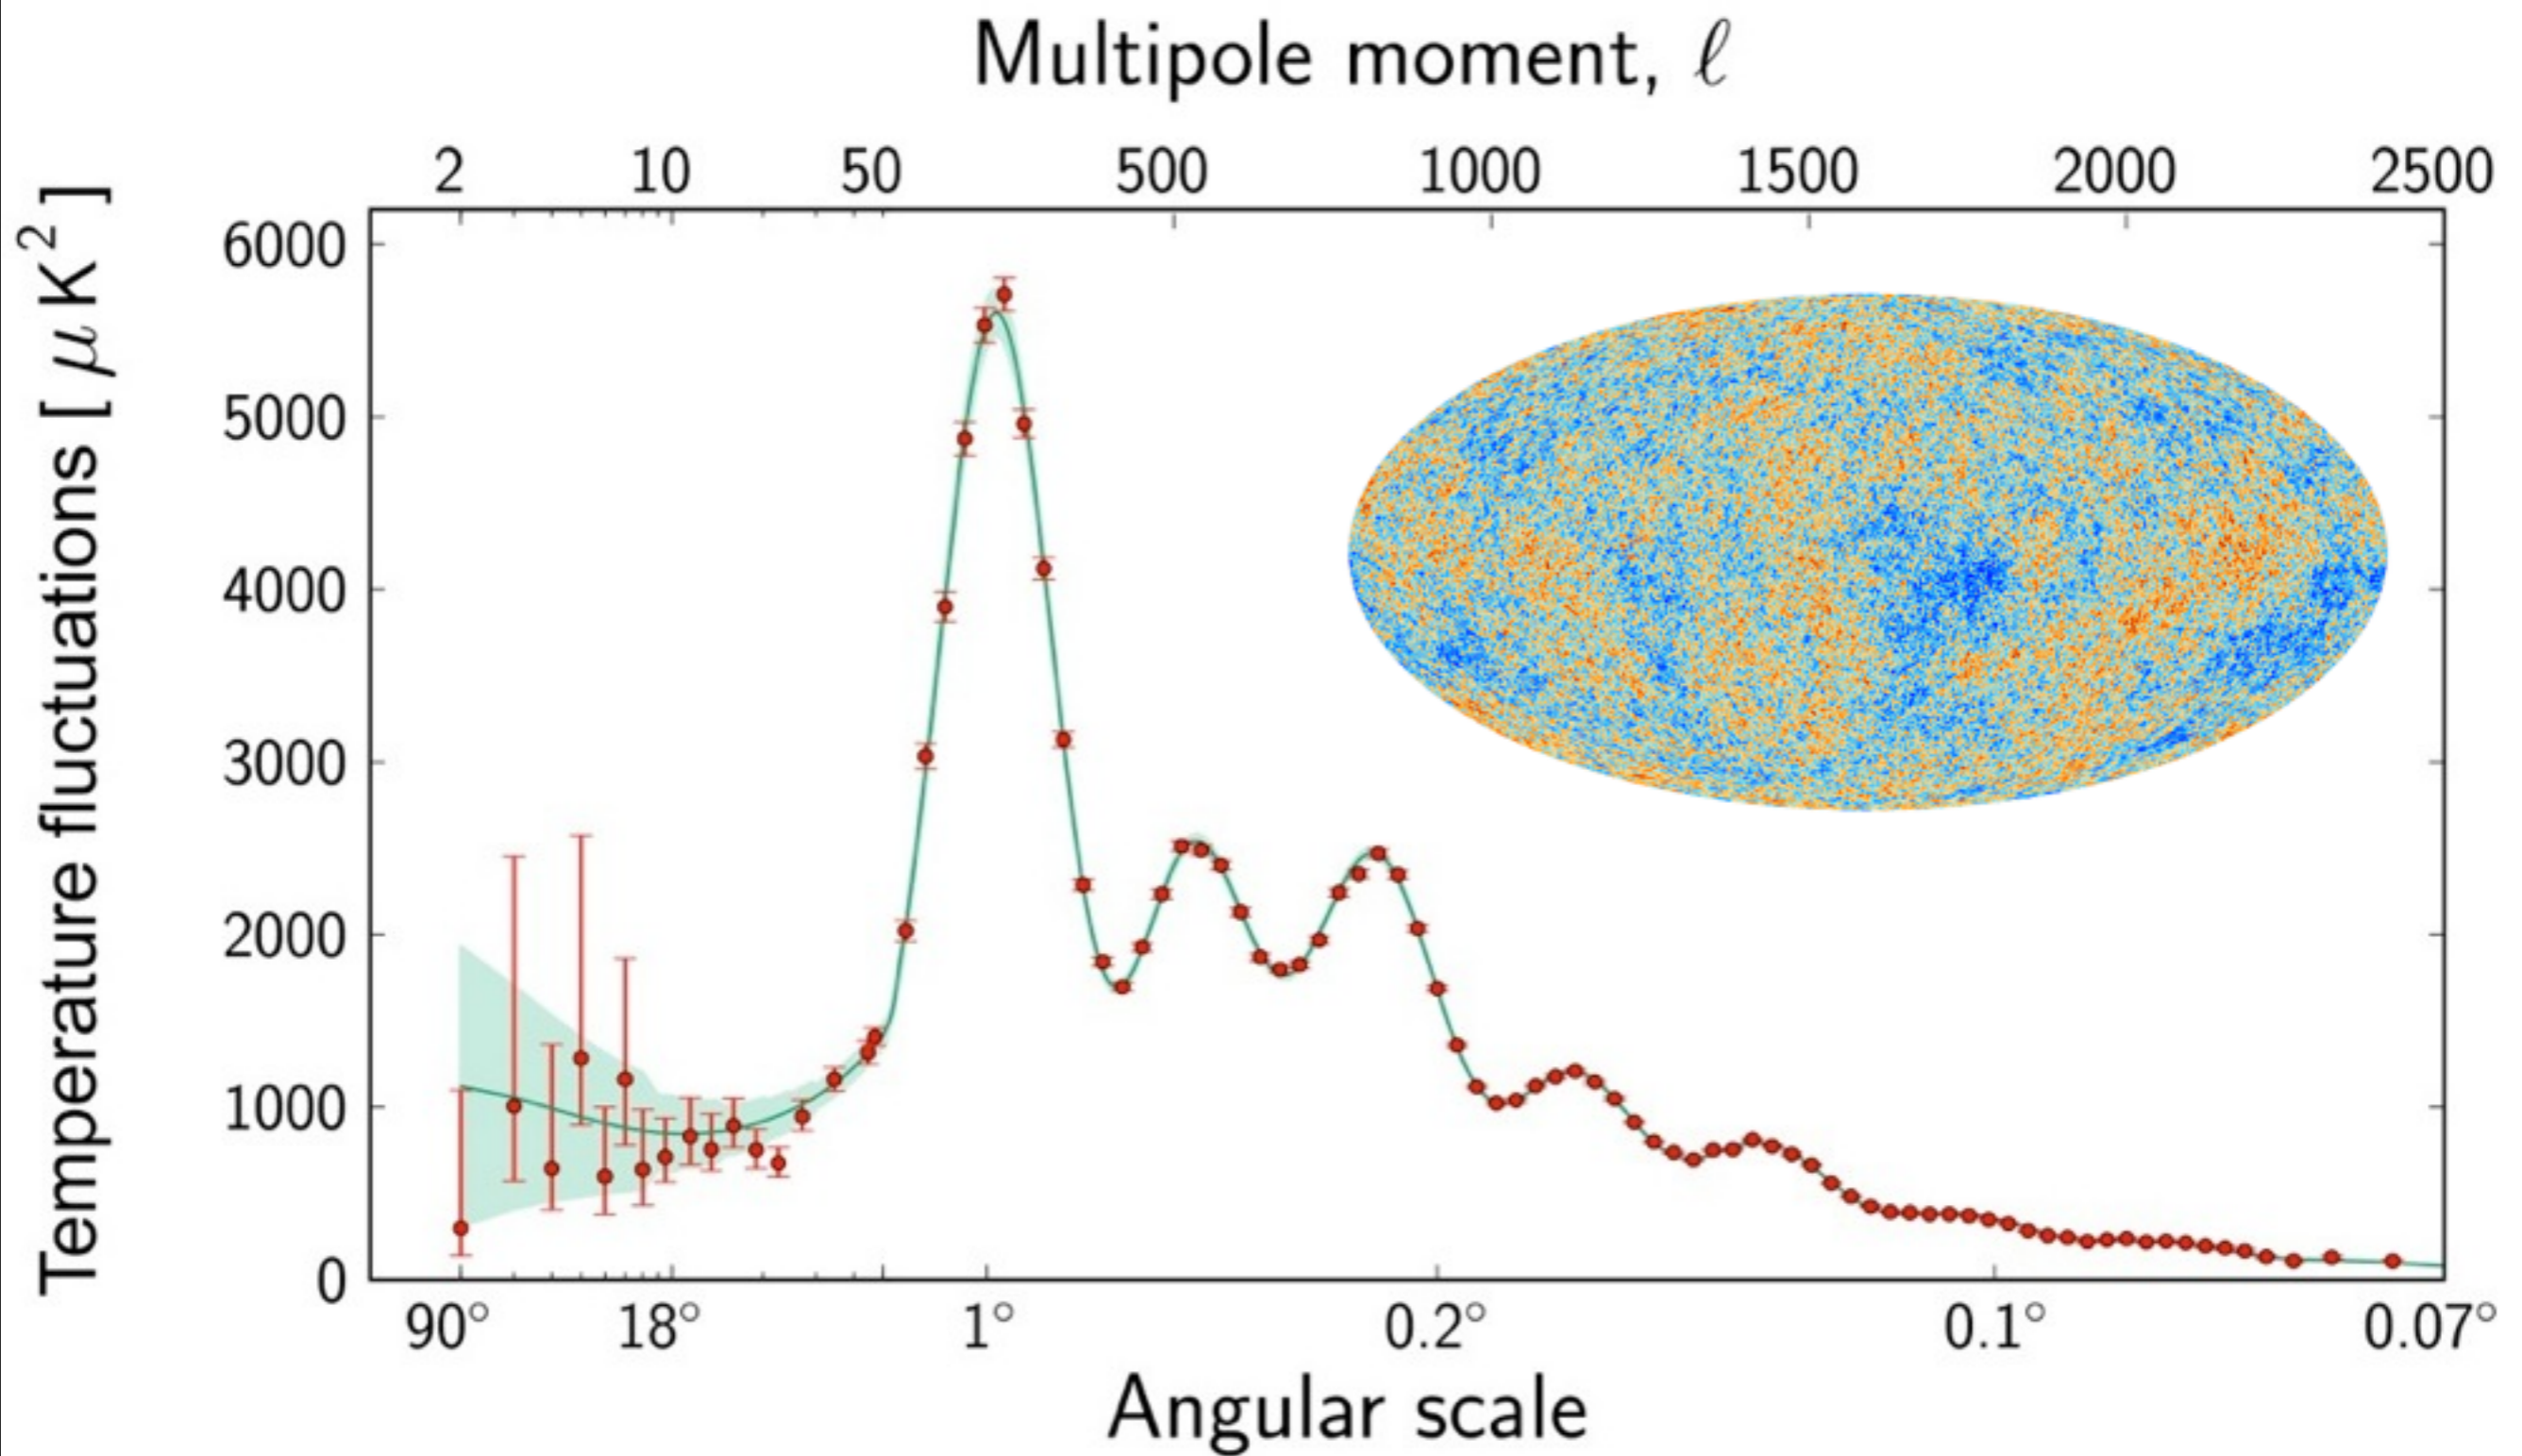 Multipole moment, ℓ
2 10 50 500 1000 1500 2000 2500
Temperature fluctuations [ μ K² ]
6000
5000
4000
3000
2000
1000
0
90° 18° 1° 0.2° 0.1° 0.07°
Angular scale